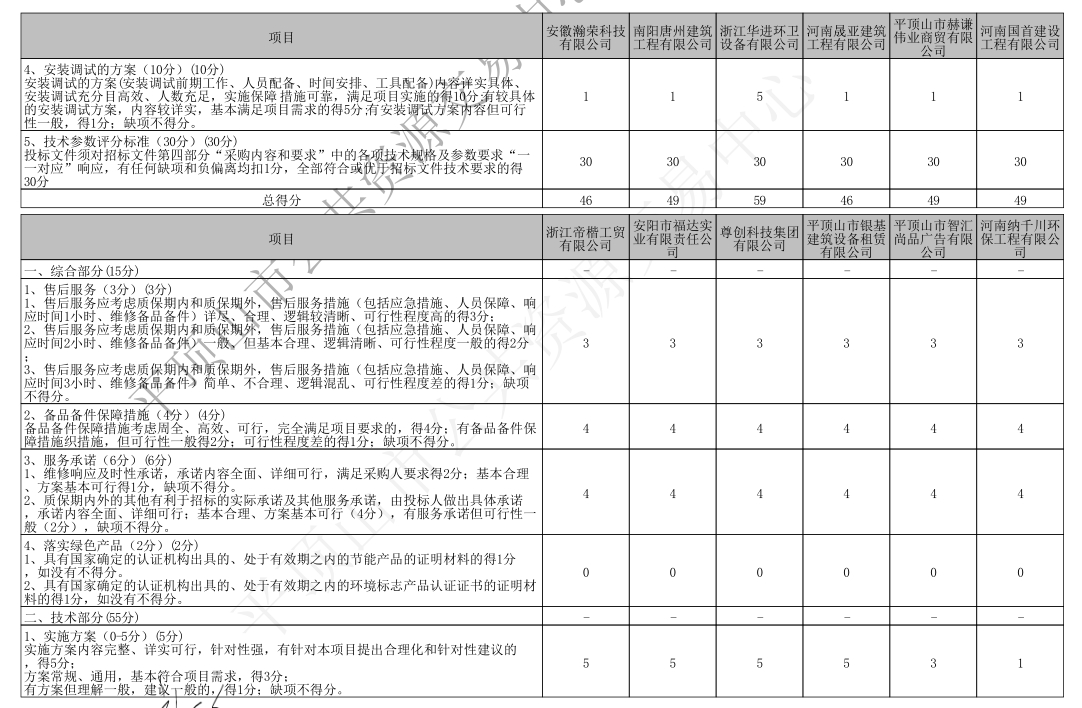 项目
安徽瀚荣科技有限公司
南阳唐州建筑工程有限公司
浙江华进环卫设备有限公司
河南晟亚建筑工程有限公司
平顶山市赫谦伟业商贸有限公司
河南国首建设工程有限公司
4、安装调试的方案（10分）(10分)
安装调试的方案(安装调试前期工作、人员配备、时间安排、工具配备)内容详实具体、
安装调试充分目高效、人数充足，实施保障措施可靠，满足项目实施的得10分;有较具体
的安装调试方案，内容较详实，基本满足项目需求的得5分;有安装调试方案内容但可行
性一般，得1分；缺项不得分。
1 1 5 1 1 1
5、技术参数评分标准（30分）(30分)
投标文件须对招标文件第四部分“采购内容和要求”中的各项技术规格及参数要求“一
一对应”响应，有任何缺项和负偏离均扣1分，全部符合或优于招标文件技术要求的得
30分
30 30 30 30 30 30
总得分 46 49 59 46 49 49
项目
浙江帝楷工贸有限公司
安阳市福达实业有限责任公司
尊创科技集团有限公司
平顶山市银基建筑设备租赁有限公司
平顶山市智汇尚品广告有限公司
河南纳千川环保工程有限公司
一、综合部分(15分) － － － － － －
1、售后服务（3分）(3分)
1、售后服务应考虑质保期内和质保期外，售后服务措施（包括应急措施、人员保障、响
应时间1小时、维修备品备件）详尽、合理、逻辑较清晰、可行性程度高的得3分；
2、售后服务应考虑质保期内和质保期外，售后服务措施（包括应急措施、人员保障、响
应时间2小时、维修备品备件）一般、但基本合理、逻辑清晰、可行性程度一般的得2分
；
3、售后服务应考虑质保期内和质保期外，售后服务措施（包括应急措施、人员保障、响
应时间3小时、维修备品备件）简单、不合理、逻辑混乱、可行性程度差的得1分；缺项
不得分。
3 3 3 3 3 3
2、备品备件保障措施（4分）(4分)
备品备件保障措施考虑周全、高效、可行，完全满足项目要求的，得4分；有备品备件保
障措施织措施，但可行性一般得2分；可行性程度差的得1分；缺项不得分。
4 4 4 4 4 4
3、服务承诺（6分）(6分)
1、维修响应及时性承诺，承诺内容全面、详细可行，满足采购人要求得2分；基本合理
、方案基本可行得1分，缺项不得分。
2、质保期内外的其他有利于招标的实际承诺及其他服务承诺，由投标人做出具体承诺
，承诺内容全面、详细可行；基本合理、方案基本可行（4分），有服务承诺但可行性一
般（2分），缺项不得分。
4 4 4 4 4 4
4、落实绿色产品（2分）(2分)
1、具有国家确定的认证机构出具的、处于有效期之内的节能产品的证明材料的得1分
，如没有不得分。
2、具有国家确定的认证机构出具的、处于有效期之内的环境标志产品认证证书的证明材
料的得1分，如没有不得分。
0 0 0 0 0 0
二、技术部分(55分) － － － － － －
1、实施方案（0-5分）(5分)
实施方案内容完整、详实可行，针对性强，有针对本项目提出合理化和针对性建议的
，得5分；
方案常规、通用，基本符合项目需求，得3分；
有方案但理解一般，建议一般的，得1分；缺项不得分。
5 5 5 5 3 1
平顶山市公共资源交易中心
平顶山市公共资源交易中心